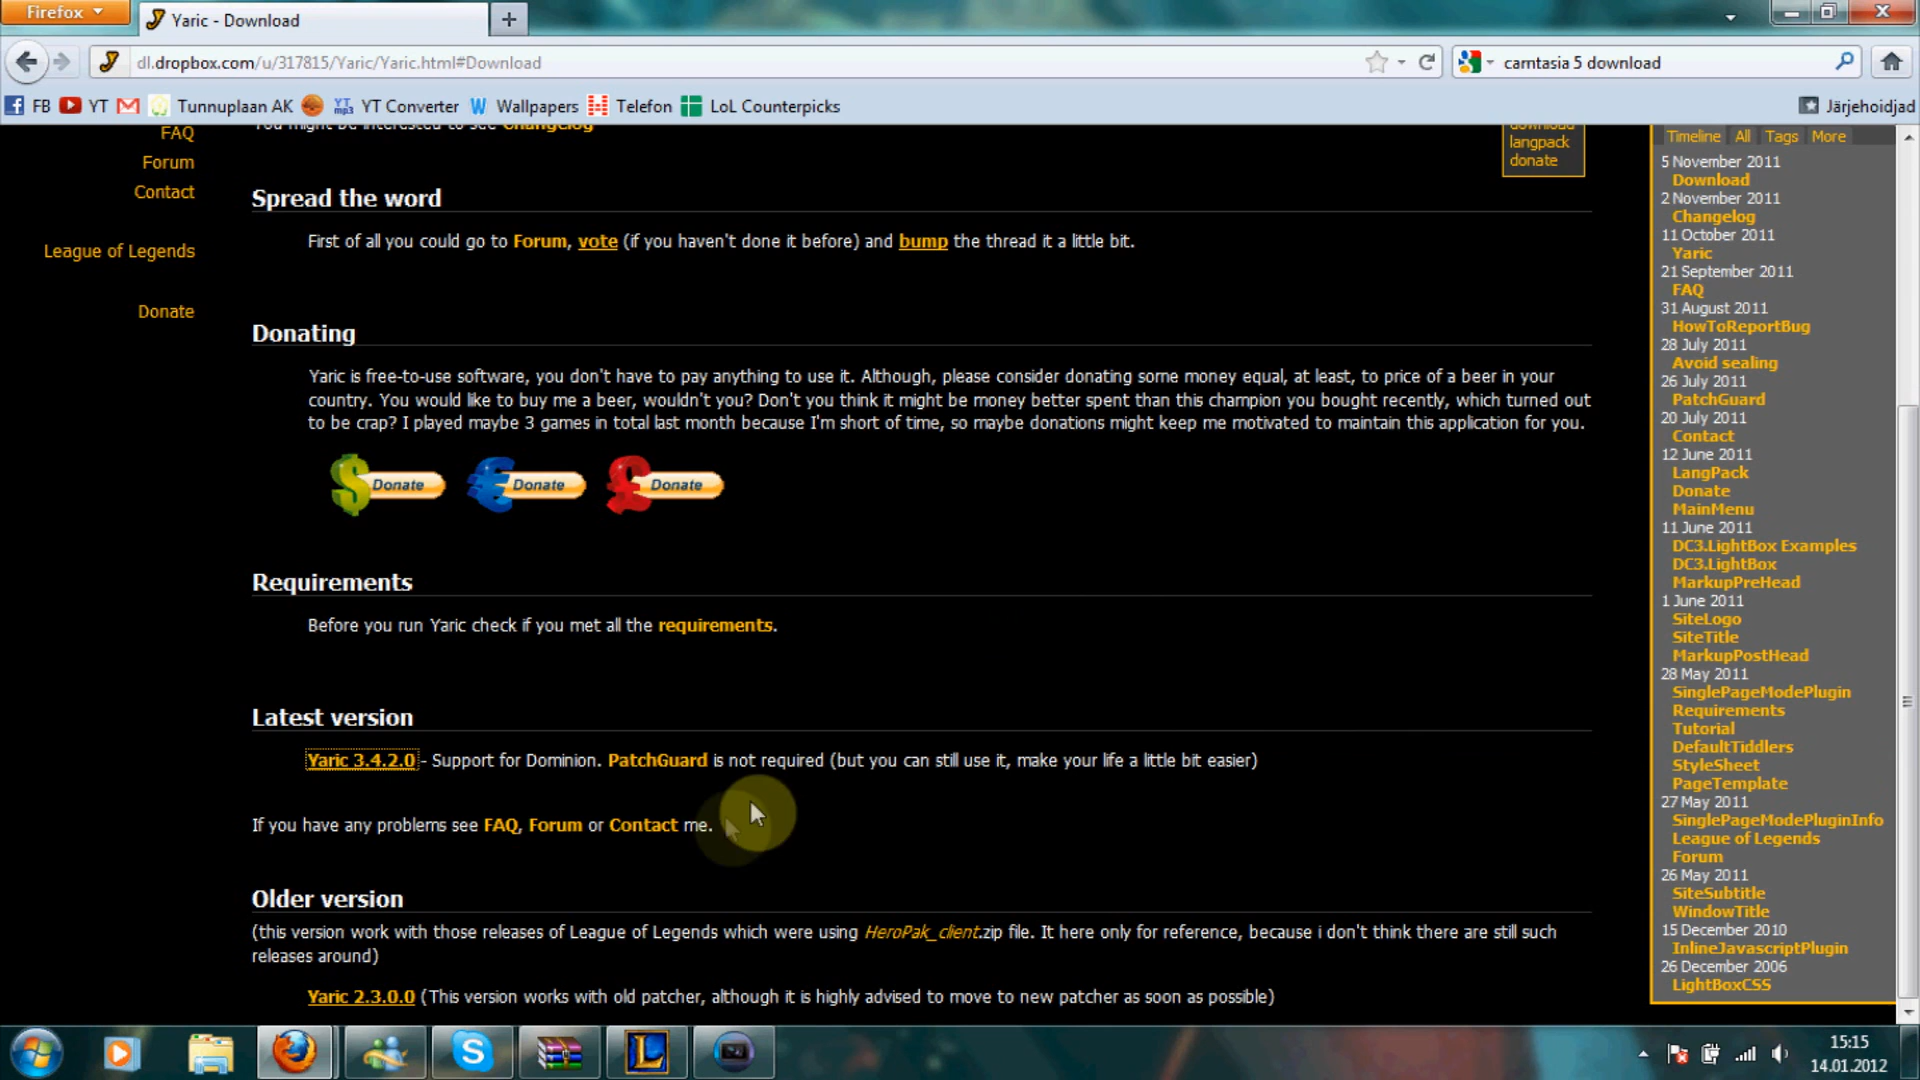 Firefox
Yaric - Download
dl.dropbox.com/u/317815/Yaric/Yaric.html#Download
camtasia 5 download
FB
YT
Tunnuplaan AK
YT Converter
Wallpapers
Telefon
LoL Counterpicks
Järjehoidjad
FAQ
Forum
Contact
League of Legends
Donate
You might be interested to see Changelog
download
langpack
donate
Spread the word
First of all you could go to Forum, vote (if you haven't done it before) and bump the thread it a little bit.
Donating
Yaric is free-to-use software, you don't have to pay anything to use it. Although, please consider donating some money equal, at least, to price of a beer in your
country. You would like to buy me a beer, wouldn't you? Don't you think it might be money better spent than this champion you bought recently, which turned out
to be crap? I played maybe 3 games in total last month because I'm short of time, so maybe donations might keep me motivated to maintain this application for you.
Donate
Donate
Donate
Requirements
Before you run Yaric check if you met all the requirements.
Latest version
Yaric 3.4.2.0 - Support for Dominion. PatchGuard is not required (but you can still use it, make your life a little bit easier)
If you have any problems see FAQ, Forum or Contact me.
Older version
(this version work with those releases of League of Legends which were using HeroPak_client.zip file. It here only for reference, because i don't think there are still such
releases around)
Yaric 2.3.0.0 (This version works with old patcher, although it is highly advised to move to new patcher as soon as possible)
Timeline All Tags More
5 November 2011
Download
2 November 2011
Changelog
11 October 2011
Yaric
21 September 2011
FAQ
31 August 2011
HowToReportBug
28 July 2011
Avoid sealing
26 July 2011
PatchGuard
20 July 2011
Contact
12 June 2011
LangPack
Donate
MainMenu
11 June 2011
DC3.LightBox Examples
DC3.LightBox
MarkupPreHead
1 June 2011
SiteLogo
SiteTitle
MarkupPostHead
28 May 2011
SinglePageModePlugin
Requirements
Tutorial
DefaultTiddlers
StyleSheet
PageTemplate
27 May 2011
SinglePageModePluginInfo
League of Legends
Forum
26 May 2011
SiteSubtitle
WindowTitle
15 December 2010
InlineJavascriptPlugin
26 December 2006
LightBoxCSS
15:15
14.01.2012